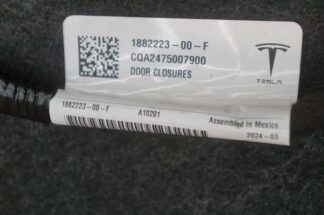 1882223-00-F
CQA2475007900
DOOR CLOSURES
TESLA
1882223-00-F A10201 Assembled in Mexico
2024-03